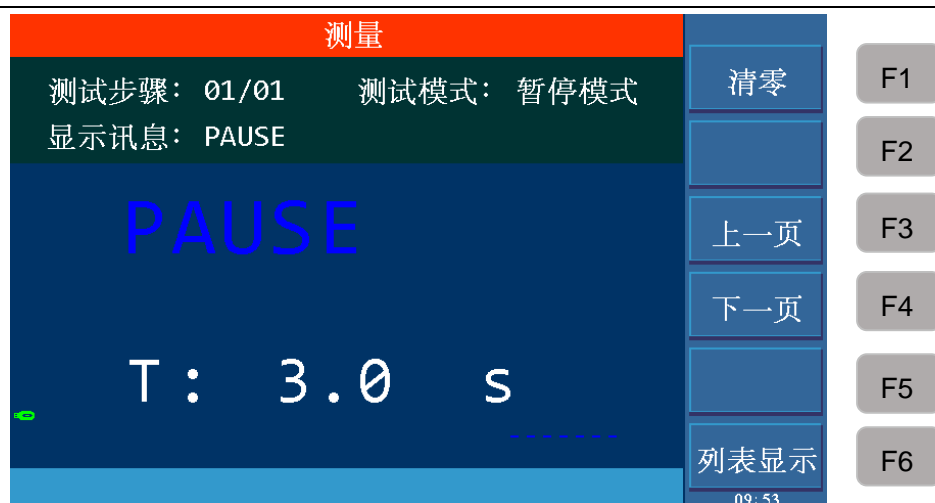 测量
测试步骤: 01/01 测试模式: 暂停模式
显示讯息: PAUSE
PAUSE
T: 3.0 s
清零
上一页
下一页
列表显示
09:53
F1
F2
F3
F4
F5
F6